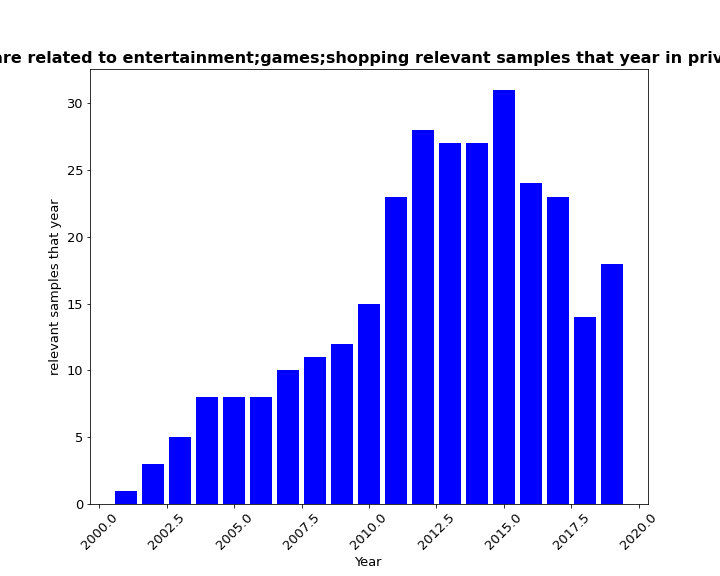 related to entertainment;games;shopping relevant samples that year in
30
25
20
15
10
5
0
relevant samples that year
2000.0 2002.5 2005.0 2007.5 2010.0 2012.5 2015.0 2017.5 2020.0
Year